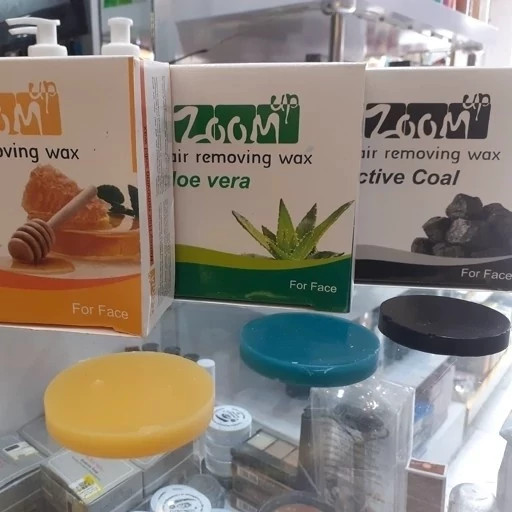 oom up
oving wax
For Face
Zoom up
air removing wax
loe vera
For Face
Zoom up
air removing wax
ctive Coal
For Face